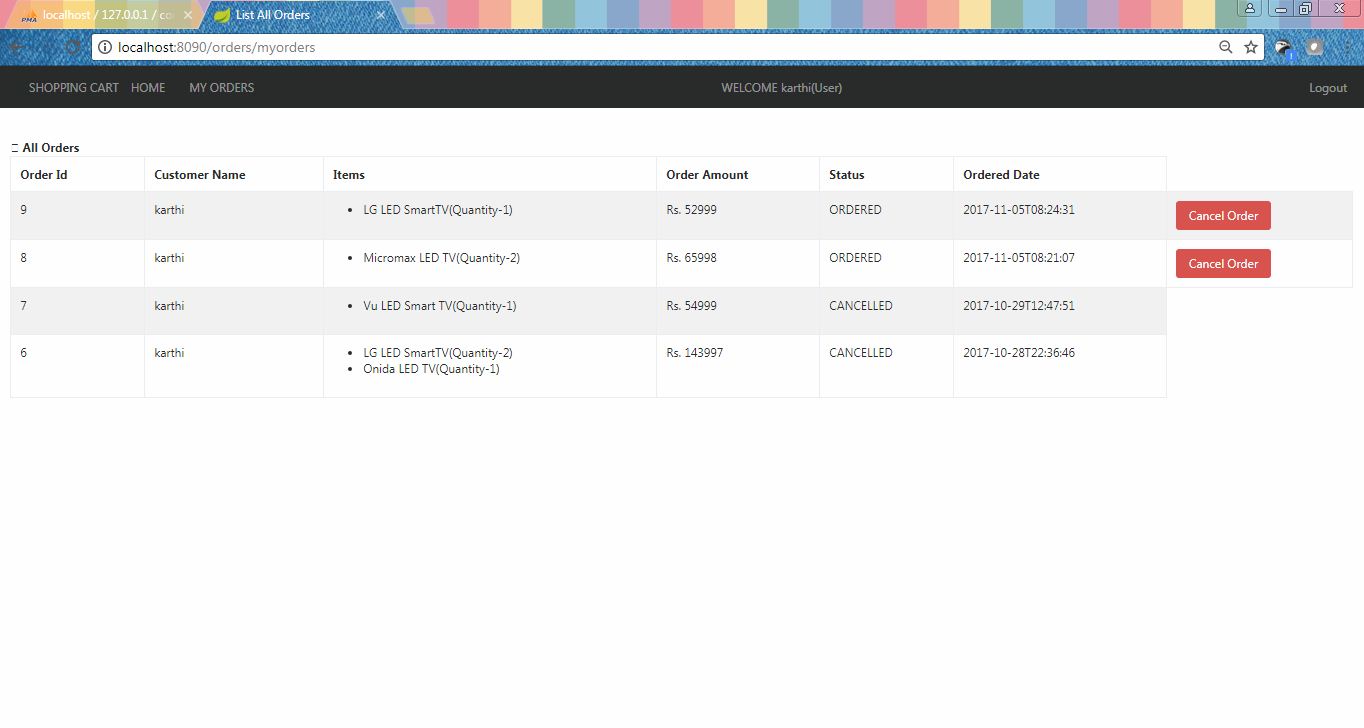 localhost / 127.0.0.1 / co
List All Orders
localhost:8090/orders/myorders
SHOPPING CART HOME MY ORDERS WELCOME karthi(User) Logout
All Orders
Order Id Customer Name Items Order Amount Status Ordered Date
9 karthi • LG LED SmartTV(Quantity-1) Rs. 52999 ORDERED 2017-11-05T08:24:31 Cancel Order
8 karthi • Micromax LED TV(Quantity-2) Rs. 65998 ORDERED 2017-11-05T08:21:07 Cancel Order
7 karthi • Vu LED Smart TV(Quantity-1) Rs. 54999 CANCELLED 2017-10-29T12:47:51
6 karthi • LG LED SmartTV(Quantity-2) Rs. 143997 CANCELLED 2017-10-28T22:36:46
• Onida LED TV(Quantity-1)